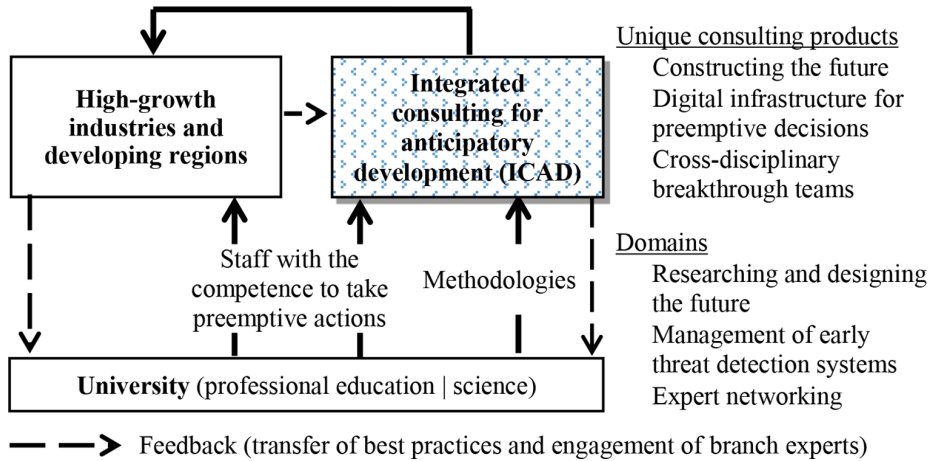 High-growth
industries and
developing regions
Integrated
consulting for
anticipatory
development (ICAD)
Staff with the
competence to take
preemptive actions
Methodologies
University (professional education | science)
Unique consulting products
Constructing the future
Digital infrastructure for
preemptive decisions
Cross-disciplinary
breakthrough teams
Domains
Researching and designing
the future
Management of early
threat detection systems
Expert networking
Feedback (transfer of best practices and engagement of branch experts)